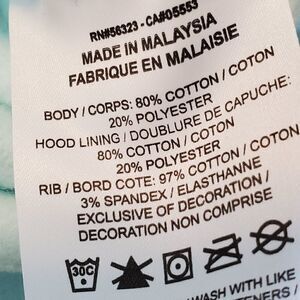 RN#56323 - CA#05553
MADE IN MALAYSIA
FABRIQUE EN MALAISIE
BODY / CORPS: 80% COTTON / COTON
20% POLYESTER
HOOD LINING / DOUBLURE DE CAPUCHE:
80% COTTON / COTON
20% POLYESTER
RIB / BORD COTE: 97% COTTON / COTON
3% SPANDEX / ELASTHANNE
EXCLUSIVE OF DECORATION /
DECORATION NON COMPRISE
30C
WASH WITH LIKE